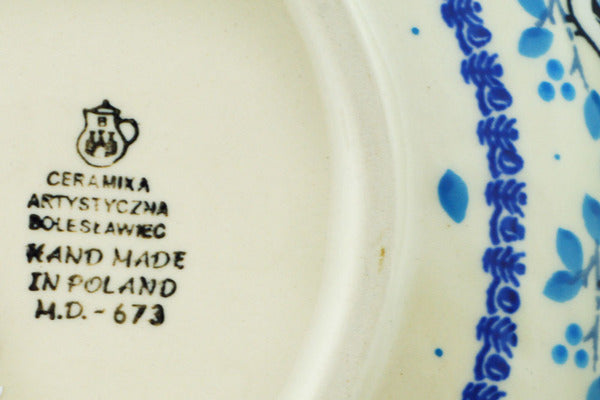 CERAMIKA
ARTYSTYCZNA
BOLESŁAWIEC
HAND MADE
IN POLAND
M.D. - 673